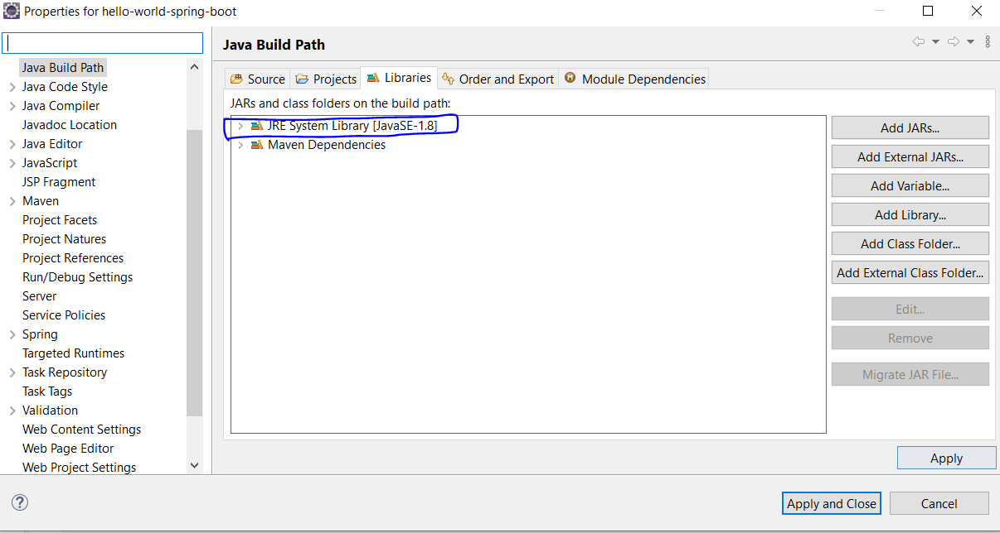 Properties for hello-world-spring-boot
Java Build Path
Java Code Style
Java Compiler
Javadoc Location
Java Editor
JavaScript
JSP Fragment
Maven
Project Facets
Project Natures
Project References
Run/Debug Settings
Server
Service Policies
Spring
Targeted Runtimes
Task Repository
Task Tags
Validation
Web Content Settings
Web Page Editor
Web Project Settings
Java Build Path
Source Projects Libraries Order and Export Module Dependencies
JARs and class folders on the build path:
JRE System Library [JavaSE-1.8]
Maven Dependencies
Add JARs...
Add External JARs...
Add Variable...
Add Library...
Add Class Folder...
Add External Class Folder...
Edit...
Remove
Migrate JAR File...
Apply
Apply and Close Cancel